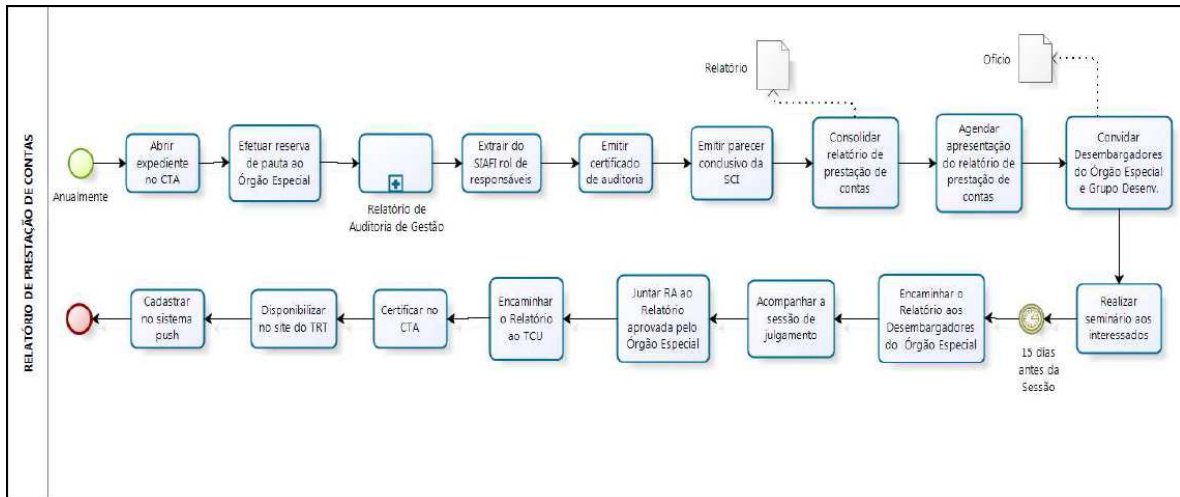 RELATÓRIO DE PRESTAÇÃO DE CONTAS
Anualmente
Abrir
expediente
no CTA
Efetuar reserva
de pauta ao
Órgão Especial
Relatório de
Auditoria de Gestão
Extrair do
SIAFI rol de
responsáveis
Emitir
certificado
de auditoria
Emitir parecer
conclusivo da
SCI
Relatório
Consolidar
relatório de
prestação de
contas
Agendar
apresentação
do relatório de
prestação de
contas
Oficio
Convidar
Desembargadores
do Órgão Especial
e Grupo Desenv.
Realizar
seminário aos
interessados
15 dias
antes da
Sessão
Encaminhar o
Relatório aos
Desembargadores
do Órgão Especial
Acompanhar a
sessão de
julgamento
Juntar RA ao
Relatório
aprovada pelo
Órgão Especial
Encaminhar
o Relatório
ao TCU
Certificar no
CTA
Disponibilizar
no site do TRT
Cadastrar
no sistema
push